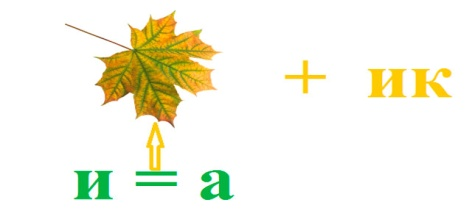 + ик
и = а